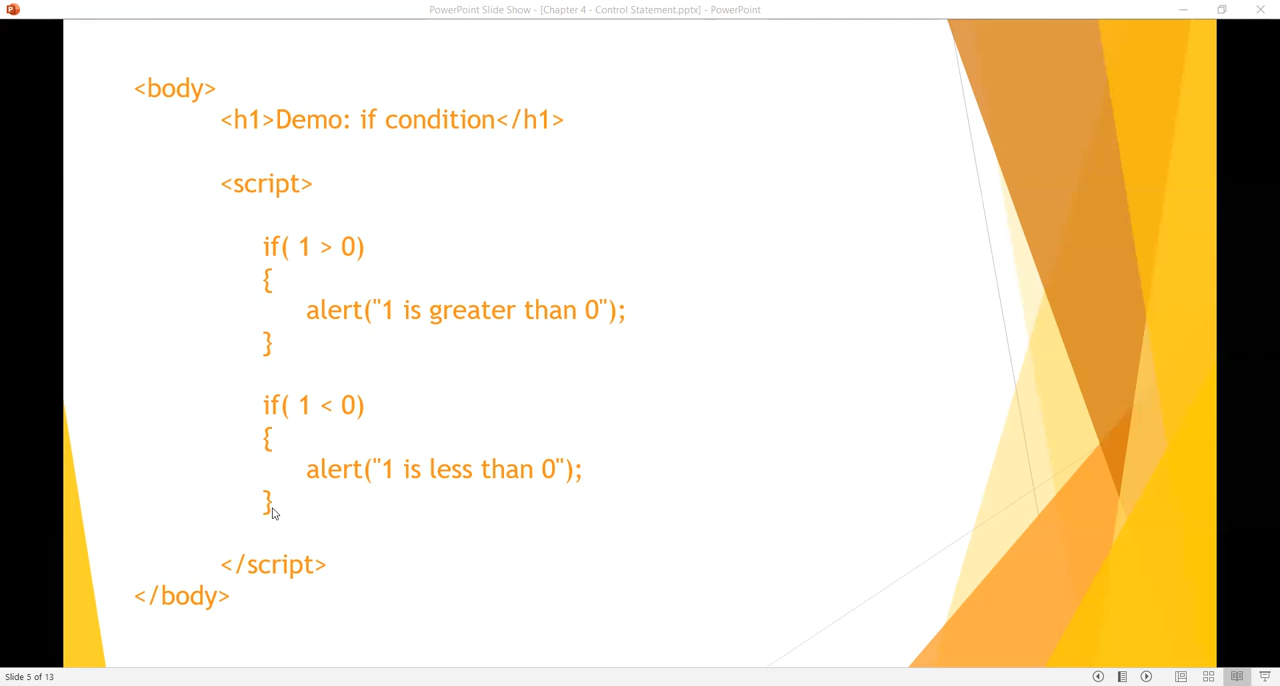 PowerPoint Slide Show - [Chapter 4 - Control Statement.pptx] - PowerPoint
<body>
<h1>Demo: if condition</h1>
<script>
if( 1 > 0)
{
alert("1 is greater than 0");
}
if( 1 < 0)
{
alert("1 is less than 0");
}
</script>
</body>
Slide 5 of 13